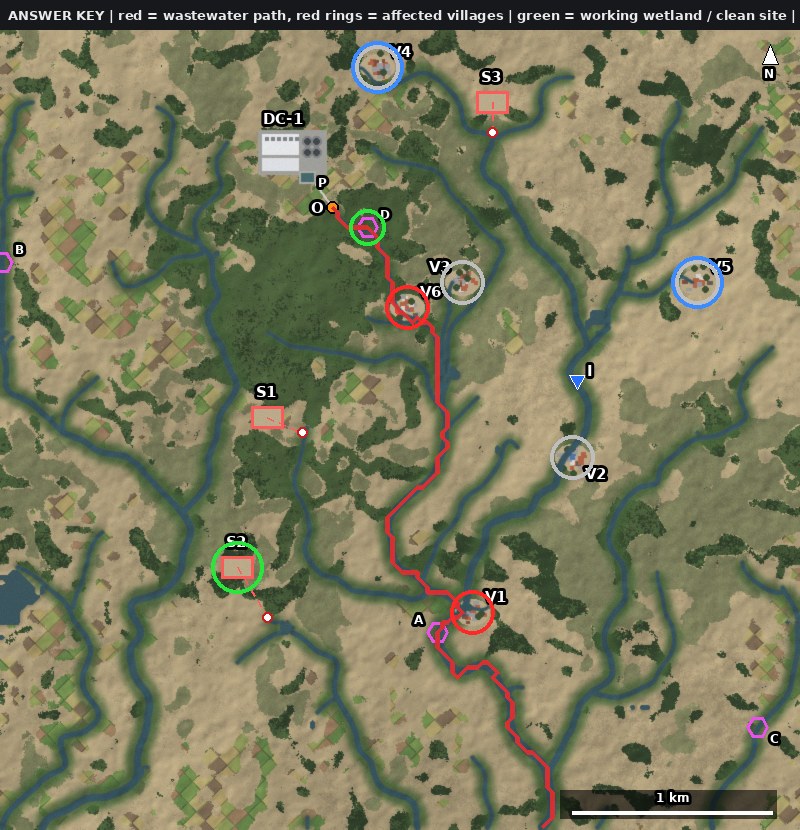 ANSWER KEY | red = wastewater path, red rings = affected villages | green = working wetland / clean site |
V4
N
S3
DC-1
P
O
D
B
V3
V5
V6
I
S1
V2
S2
V1
A
C
1 km